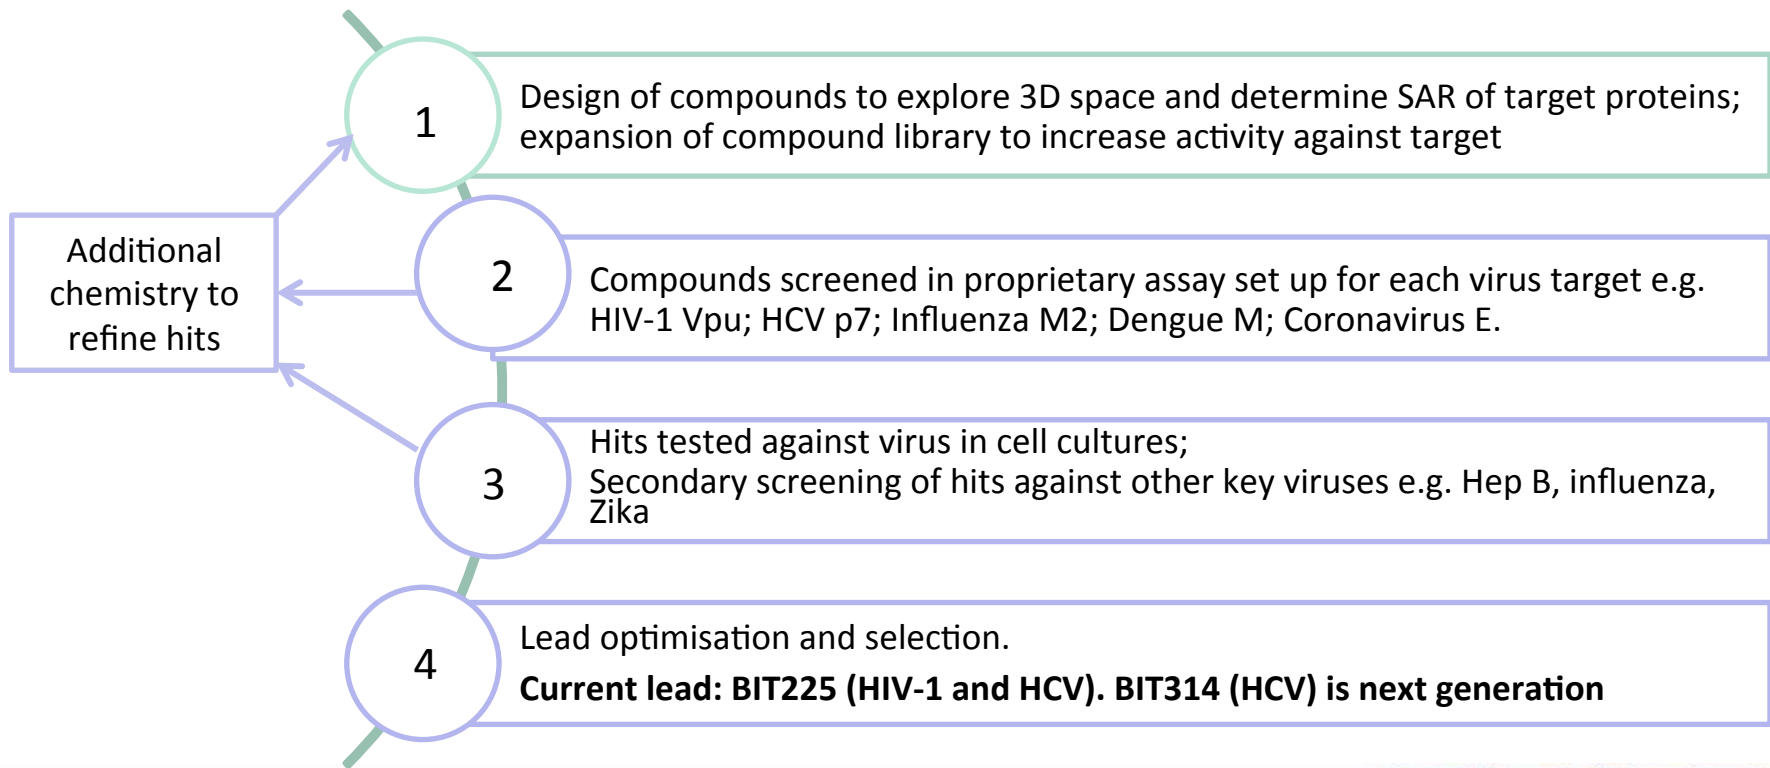 1
Design of compounds to explore 3D space and determine SAR of target proteins;
expansion of compound library to increase activity against target
Additional
chemistry to
refine hits
2
Compounds screened in proprietary assay set up for each virus target e.g.
HIV-1 Vpu; HCV p7; Influenza M2; Dengue M; Coronavirus E.
3
Hits tested against virus in cell cultures;
Secondary screening of hits against other key viruses e.g. Hep B, influenza,
Zika
4
Lead optimisation and selection.
Current lead: BIT225 (HIV-1 and HCV). BIT314 (HCV) is next generation